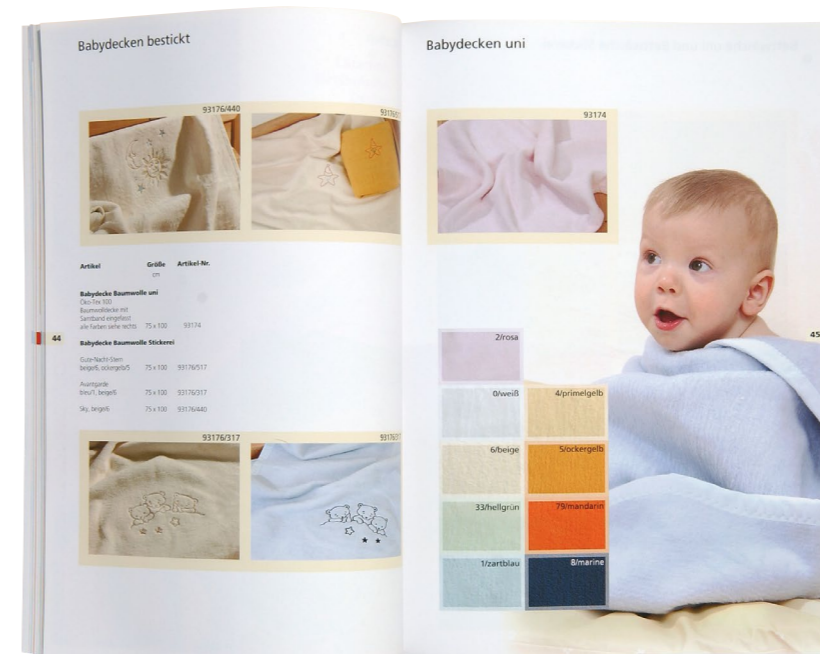 Babydecken bestickt
93176/440
93176/517
Artikel Größe Artikel-Nr.
cm
Babydecke Baumwolle uni
Öko-Tex 100
Baumwolldecke mit
Samtband eingefasst
alle Farben siehe rechts 75 x 100 93174
Babydecke Baumwolle Stickerei
Gute-Nacht-Stern
beige/6, ockergelb/5 75 x 100 93176/517
Avantgarde
75 x 100 93176/317
Sky, beige/6 75 x 100 93176/440
44
93176/317
Babydecken uni
93174
2/rosa
0/weiß
4/primelgelb
6/beige
5/ockergelb
33/hellgrün
79/mandarin
1/zartblau
8/marine
45